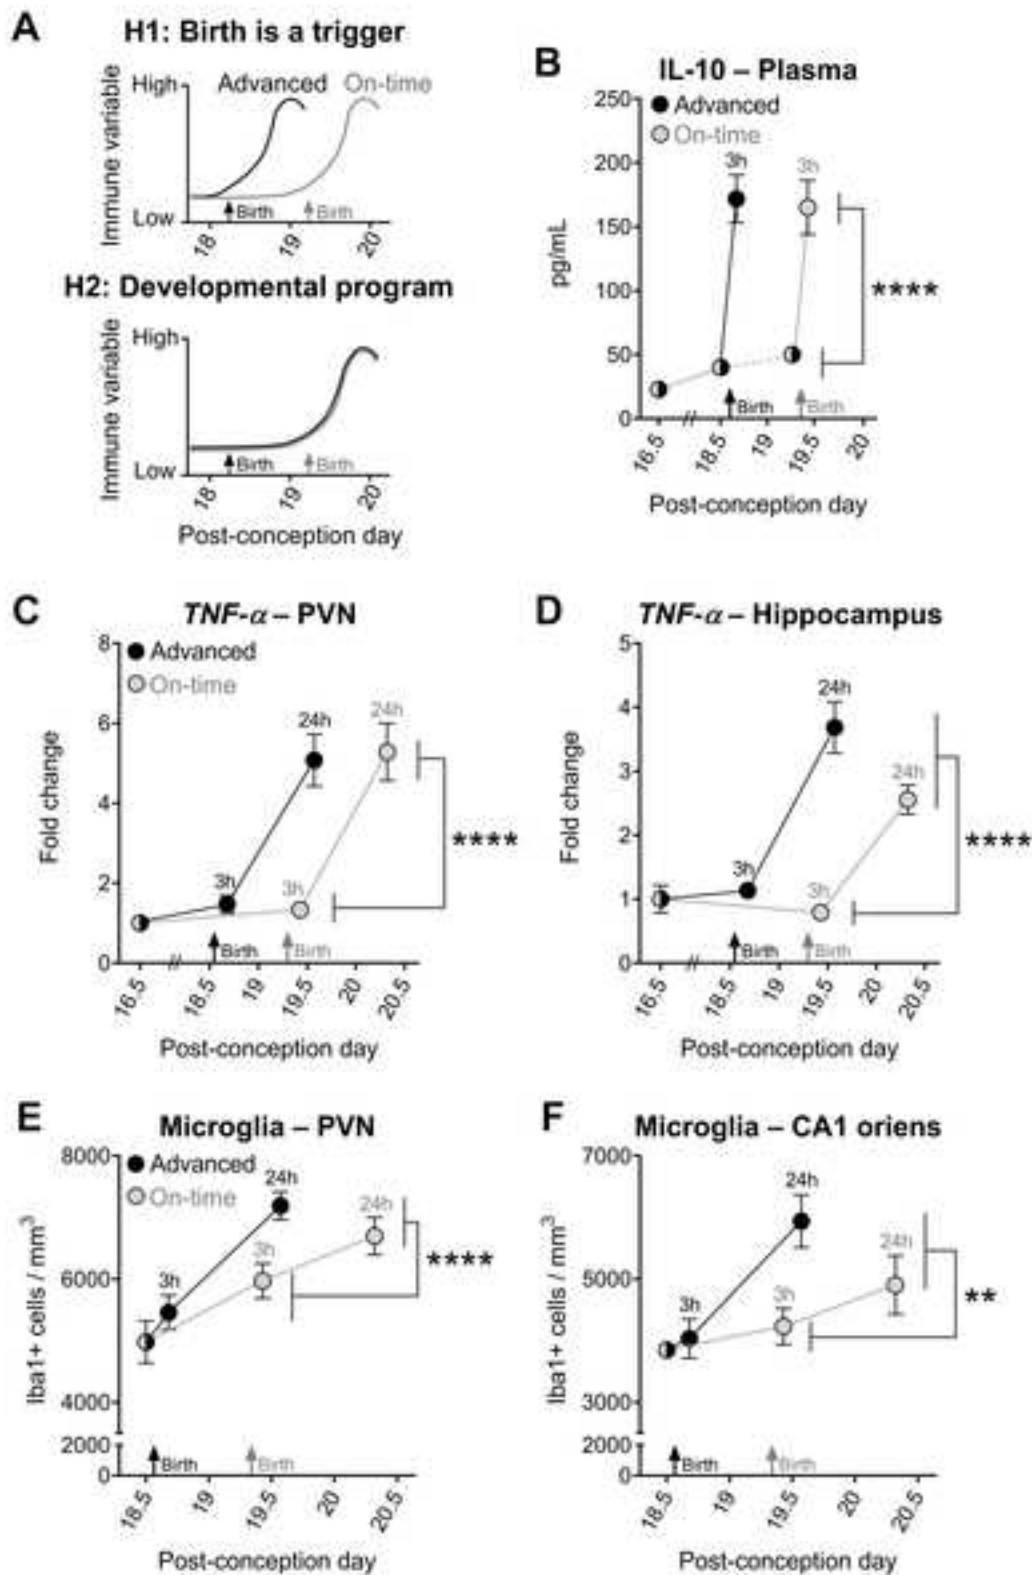 A
H1: Birth is a trigger
High
Advanced
On-time
Immune variable
Low
Birth
Birth
18
19
20
H2: Developmental program
High
Immune variable
Low
Birth
Birth
18
19
20
Post-conception day
B
IL-10 – Plasma
250
Advanced
On-time
200
3h
3h
150
pg/mL
100
****
50
0
Birth
Birth
16.5
18.5
19
19.5
20
Post-conception day
C
TNF-α – PVN
8
Advanced
On-time
24h
24h
6
Fold change
4
****
2
3h
3h
0
Birth
Birth
16.5
18.5
19
19.5
20
20.5
Post-conception day
D
TNF-α – Hippocampus
5
24h
4
3
24h
Fold change
****
2
3h
1
3h
0
Birth
Birth
16.5
18.5
19
19.5
20
20.5
Post-conception day
E
Microglia – PVN
8000
Advanced
On-time
24h
24h
3h
****
6000
3h
Iba1+ cells / mm³
4000
2000
0
Birth
Birth
18.5
19
19.5
20
20.5
Post-conception day
F
Microglia – CA1 oriens
7000
24h
5000
24h
3h
3h
**
Iba1+ cells / mm³
3000
2000
0
Birth
Birth
18.5
19
19.5
20
20.5
Post-conception day